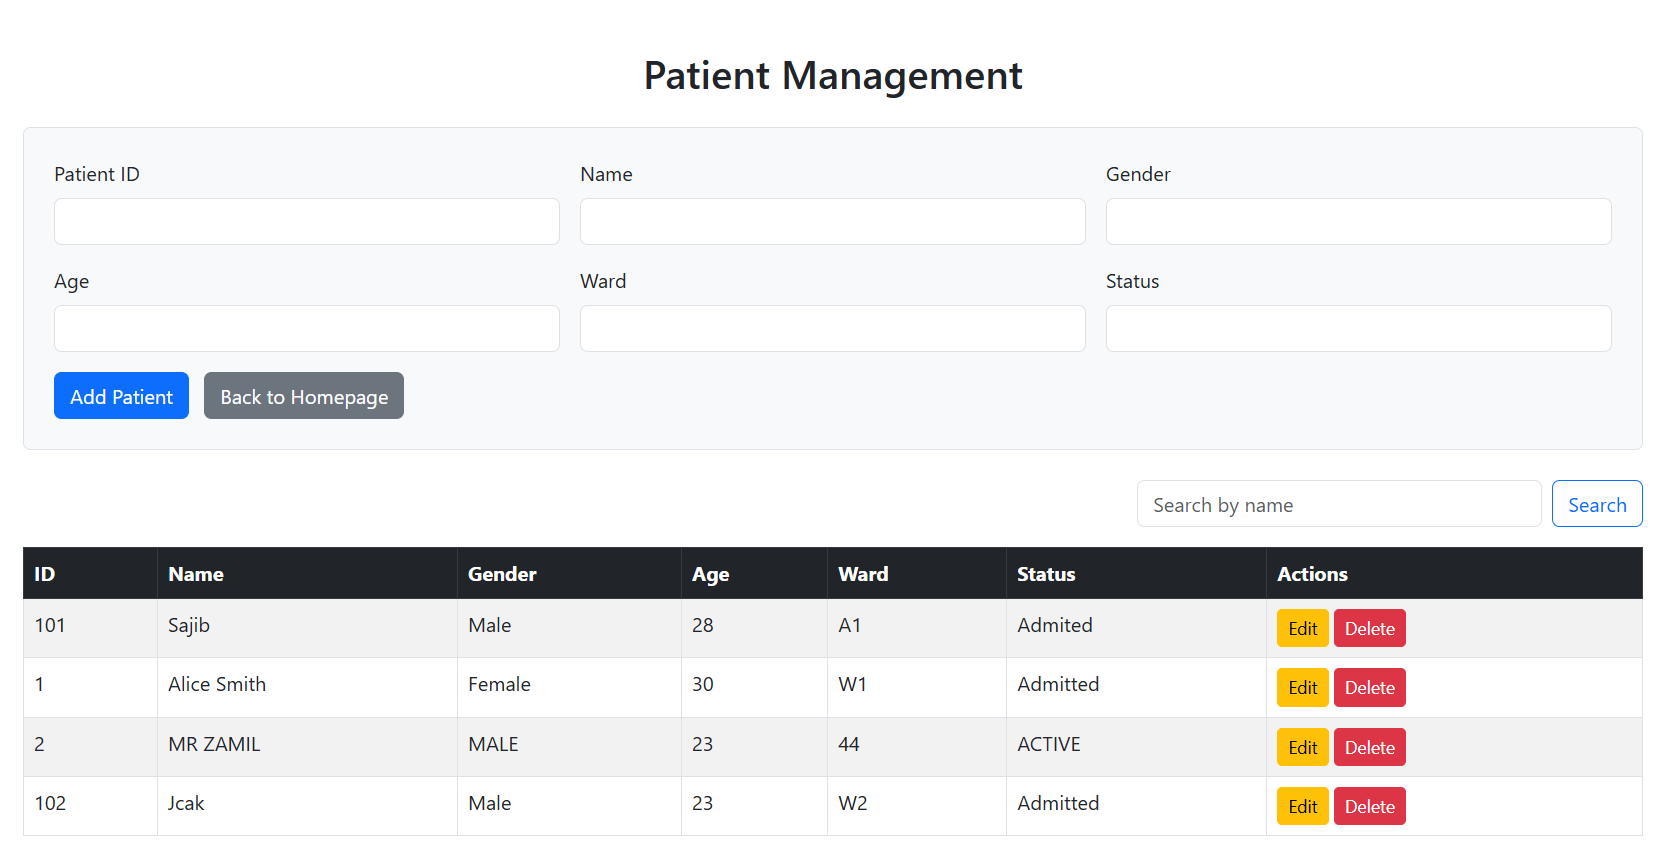 Patient Management
Patient ID Name Gender
Age Ward Status
Add Patient Back to Homepage
Search by name Search
ID Name Gender Age Ward Status Actions
101 Sajib Male 28 A1 Admited Edit Delete
1 Alice Smith Female 30 W1 Admitted Edit Delete
2 MR ZAMIL MALE 23 44 ACTIVE Edit Delete
102 Jcak Male 23 W2 Admitted Edit Delete